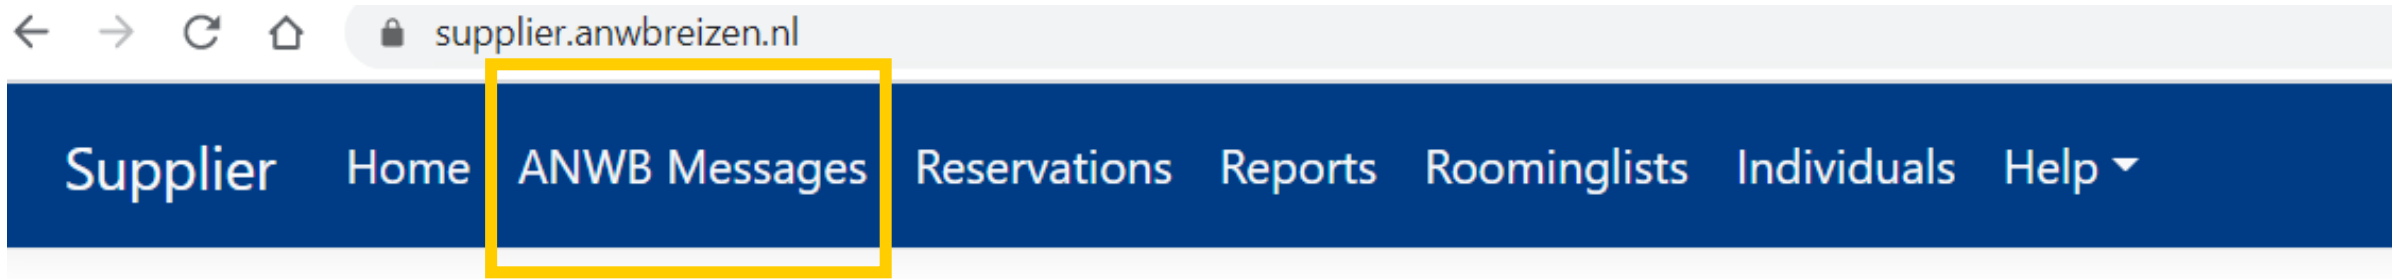 supplier.anwbreizen.nl
Supplier Home ANWB Messages Reservations Reports Roominglists Individuals Help